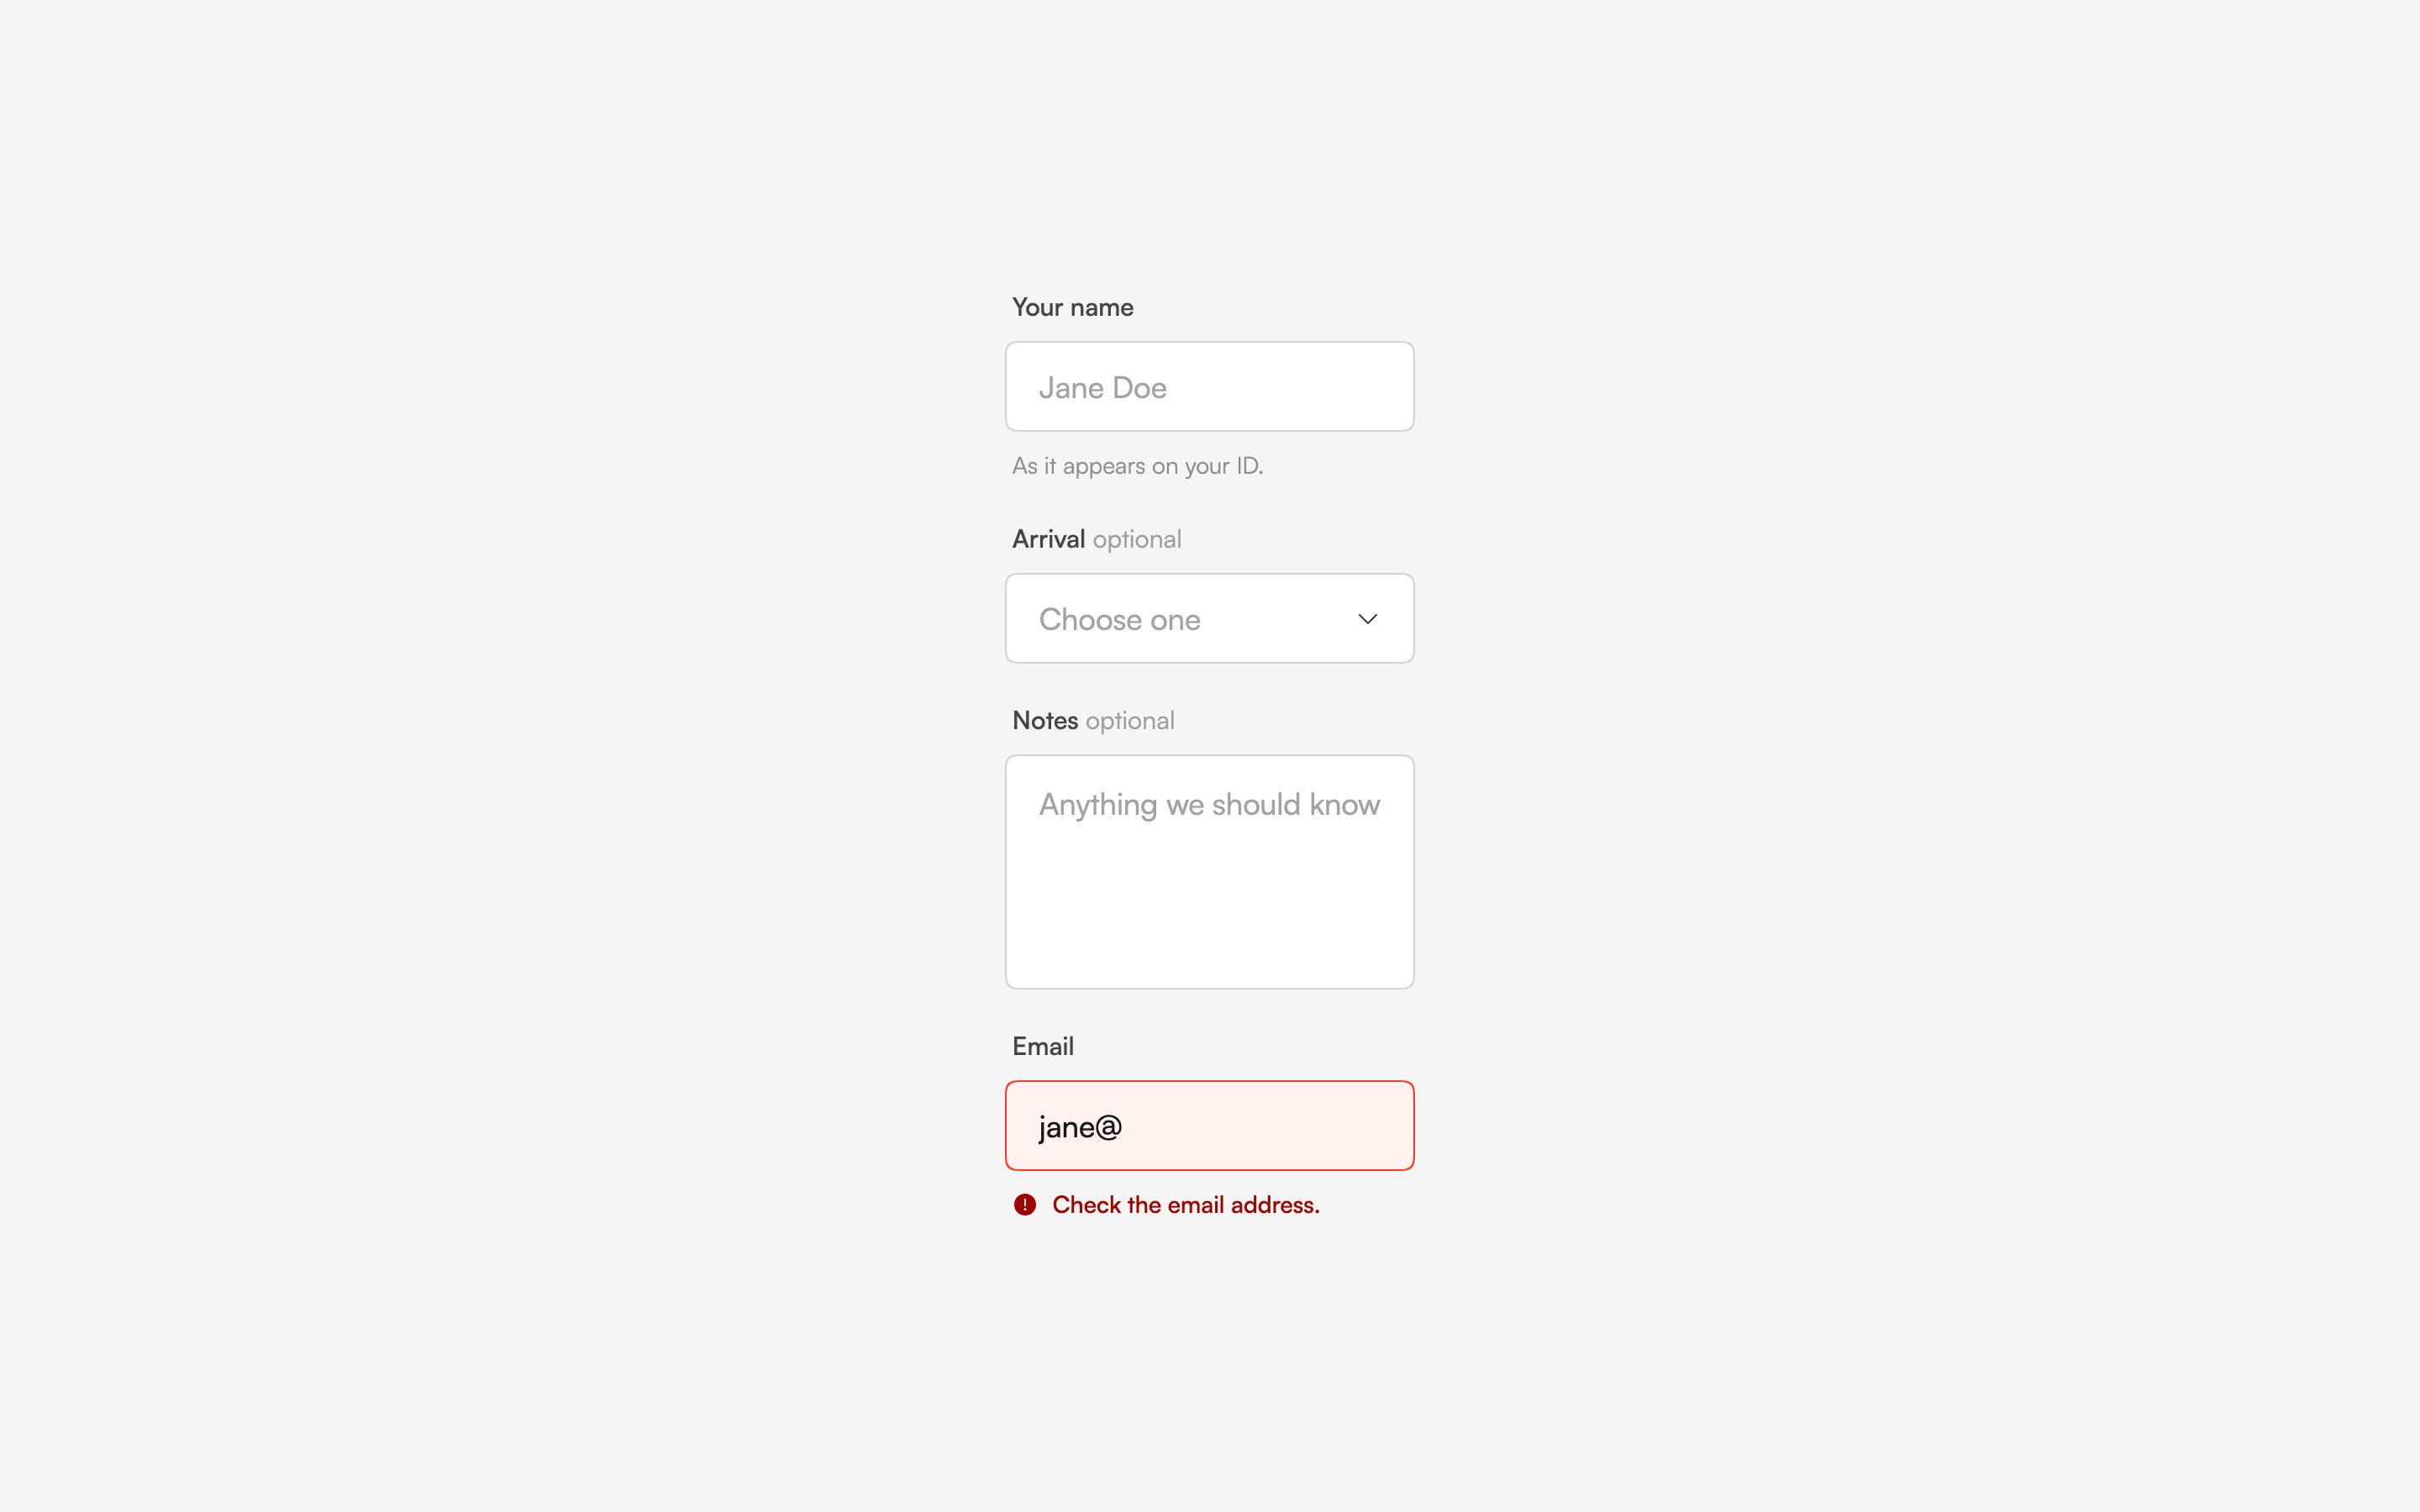 Your name
Jane Doe
As it appears on your ID.
Arrival optional
Choose one
Notes optional
Anything we should know
Email
jane@
Check the email address.